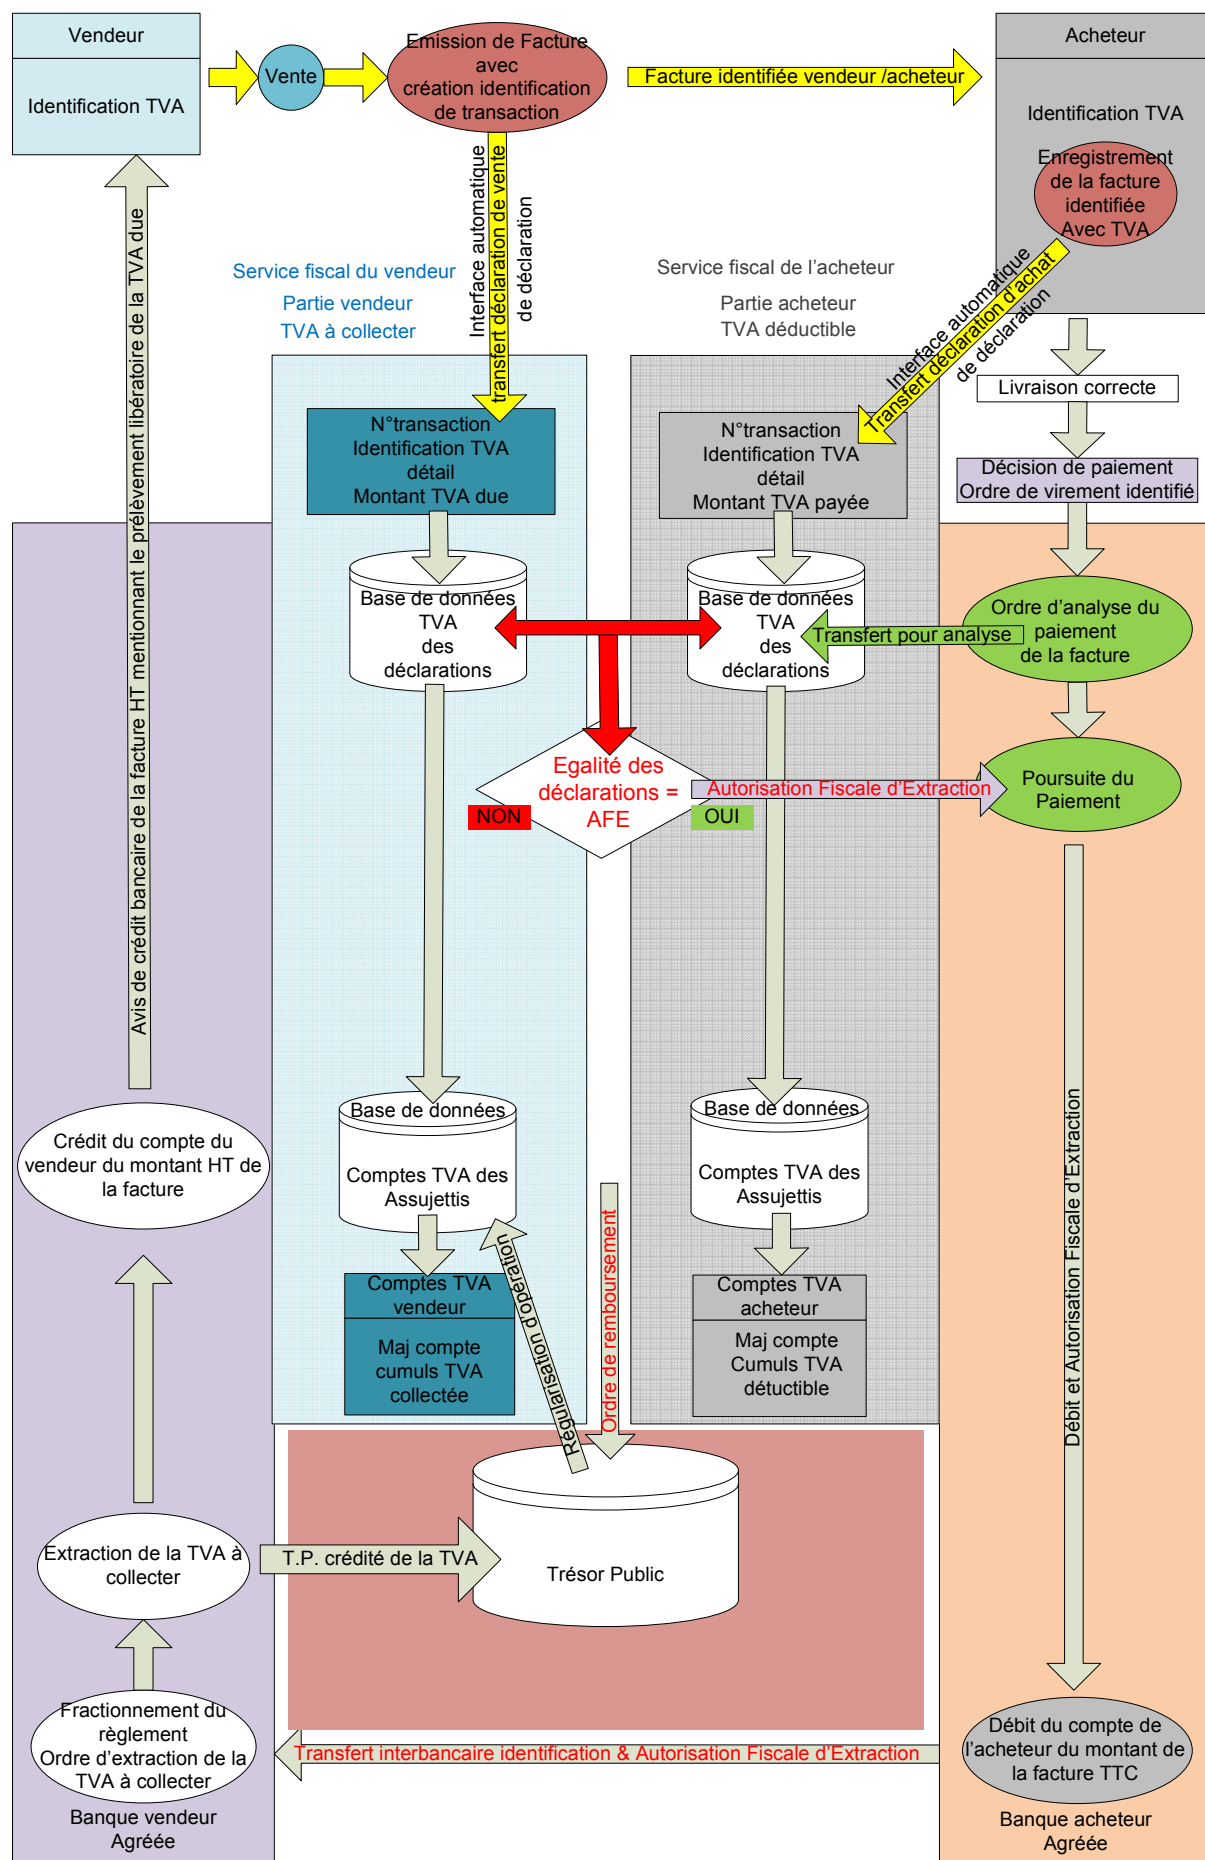 Vendeur
Identification TVA
Vente
Emission de Facture
avec
création identification
de transaction
Facture identifiée vendeur /acheteur
Acheteur
Identification TVA
Enregistrement
de la facture
identifiée
Avec TVA
Interface automatique
transfert déclaration de vente
de déclaration
Interface automatique
Transfert déclaration d'achat
de déclaration
Service fiscal du vendeur
Partie vendeur
TVA à collecter
Service fiscal de l'acheteur
Partie acheteur
TVA déductible
Livraison correcte
Décision de paiement
Ordre de virement identifié
N°transaction
Identification TVA
détail
Montant TVA due
N°transaction
Identification TVA
détail
Montant TVA payée
Base de données
TVA
des
déclarations
Base de données
TVA
des
déclarations
Transfert pour analyse
Ordre d'analyse du
paiement
de la facture
Egalité des
déclarations =
AFE
NON
OUI
Autorisation Fiscale d'Extraction
Poursuite du
Paiement
Avis de crédit bancaire de la facture HT mentionnant le prélèvement libératoire de la TVA due
Crédit du compte du
vendeur du montant HT de
la facture
Base de données
Comptes TVA des
Assujettis
Base de données
Comptes TVA des
Assujettis
Débit et Autorisation Fiscale d'Extraction
Ordre de remboursement
Régularisation d'opération
Comptes TVA
vendeur
Maj compte
cumuls TVA
collectée
Comptes TVA
acheteur
Maj compte
Cumuls TVA
détuctible
Extraction de la TVA à
collecter
T.P. crédité de la TVA
Trésor Public
Fractionnement du
règlement
Ordre d'extraction de la
TVA à collecter
Transfert interbancaire identification & Autorisation Fiscale d'Extraction
Débit du compte de
l'acheteur du montant de
la facture TTC
Banque vendeur
Agréée
Banque acheteur
Agréée